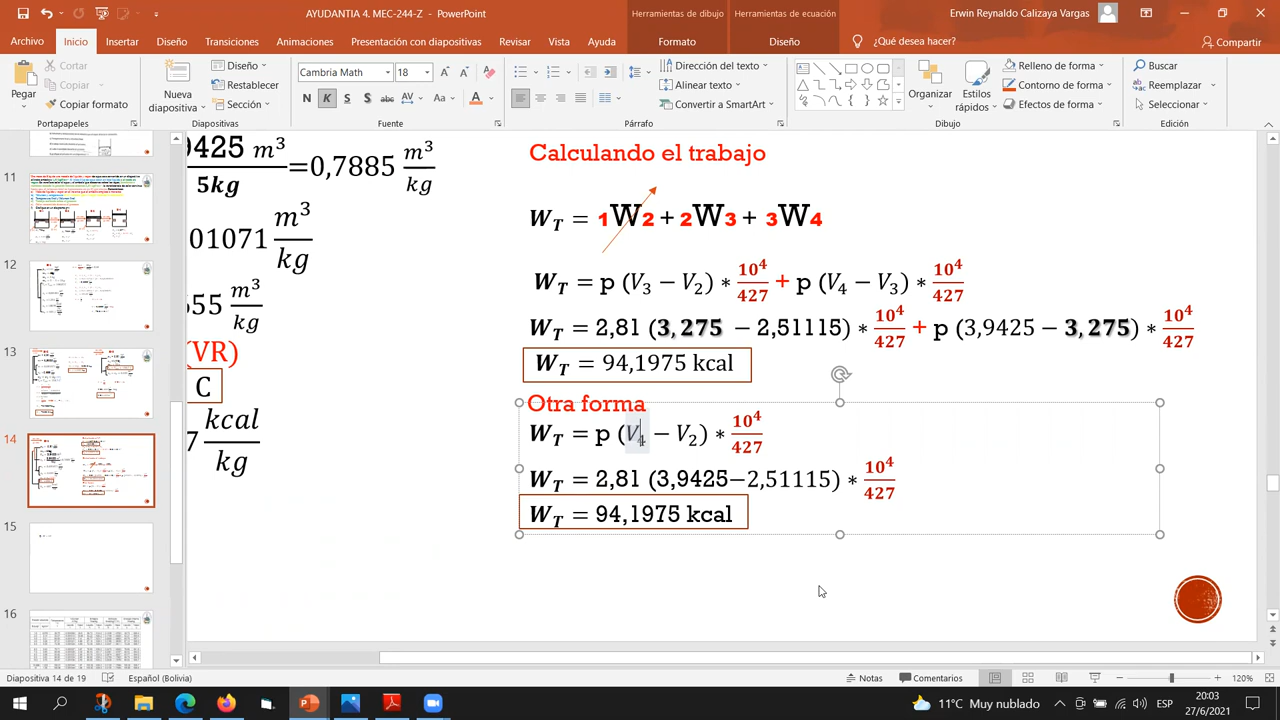 AYUDANTIA 4. MEC-244-Z - PowerPoint
Herramientas de dibujo
Herramientas de ecuación
Erwin Reynaldo Calizaya Vargas
Archivo Inicio Insertar Diseño Transiciones Animaciones Presentación con diapositivas Revisar Vista Ayuda Formato Diseño ¿Qué desea hacer? Compartir
Pegar
Cortar
Copiar
Copiar formato
Portapapeles
Nueva diapositiva
Diseño
Restablecer
Sección
Diapositivas
Cambria Math 18
N K S S abc AV Aa A
Fuente
Dirección del texto
Alinear texto
Convertir a SmartArt
Párrafo
Organizar
Estilos rápidos
Relleno de forma
Contorno de forma
Efectos de forma
Dibujo
Buscar
Reemplazar
Seleccionar
Edición
11
12
13
14
15
16
9425 m³
5kg
=0,7885 m³/kg
01071 m³/kg
655 m³/kg
(VR)
C
7 kcal/kg
Calculando el trabajo
W_T = 1W2 + 2W3 + 3W4
W_T = p (V₃ − V₂) * 10⁴/427 + p (V₄ − V₃) * 10⁴/427
W_T = 2,81 (3,275 − 2,51115) * 10⁴/427 + p (3,9425 − 3,275) * 10⁴/427
W_T = 94,1975 kcal
Otra forma
W_T = p (V₄ − V₂) * 10⁴/427
W_T = 2,81 (3,9425−2,51115) * 10⁴/427
W_T = 94,1975 kcal
Diapositiva 14 de 19 Español (Bolivia) Notas Comentarios 120%
11°C Muy nublado ESP 20:03
27/6/2021